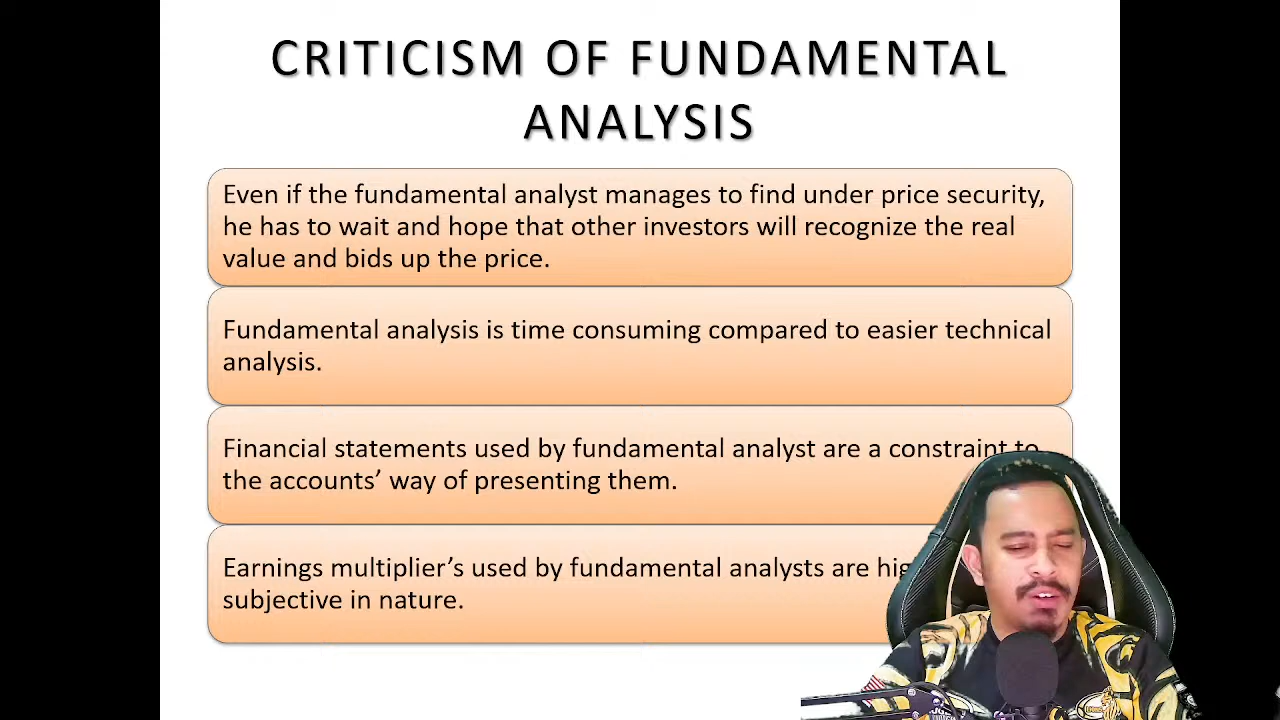 CRITICISM OF FUNDAMENTAL
ANALYSIS
Even if the fundamental analyst manages to find under price security,
he has to wait and hope that other investors will recognize the real
value and bids up the price.
Fundamental analysis is time consuming compared to easier technical
analysis.
Financial statements used by fundamental analyst are a constraint to
the accounts’ way of presenting them.
Earnings multiplier’s used by fundamental analysts are
subjective in nature.